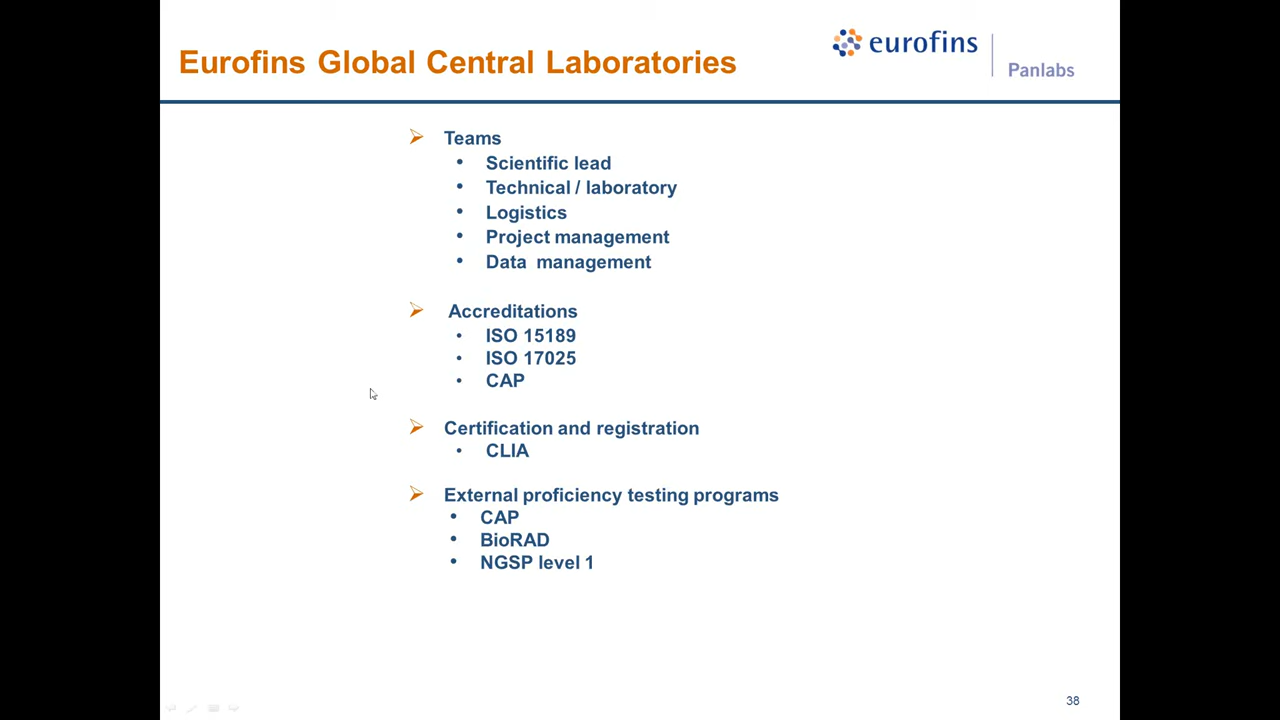 Eurofins Global Central Laboratories
eurofins
Panlabs
Teams
Scientific lead
Technical / laboratory
Logistics
Project management
Data management
Accreditations
ISO 15189
ISO 17025
CAP
Certification and registration
CLIA
External proficiency testing programs
CAP
BioRAD
NGSP level 1
38